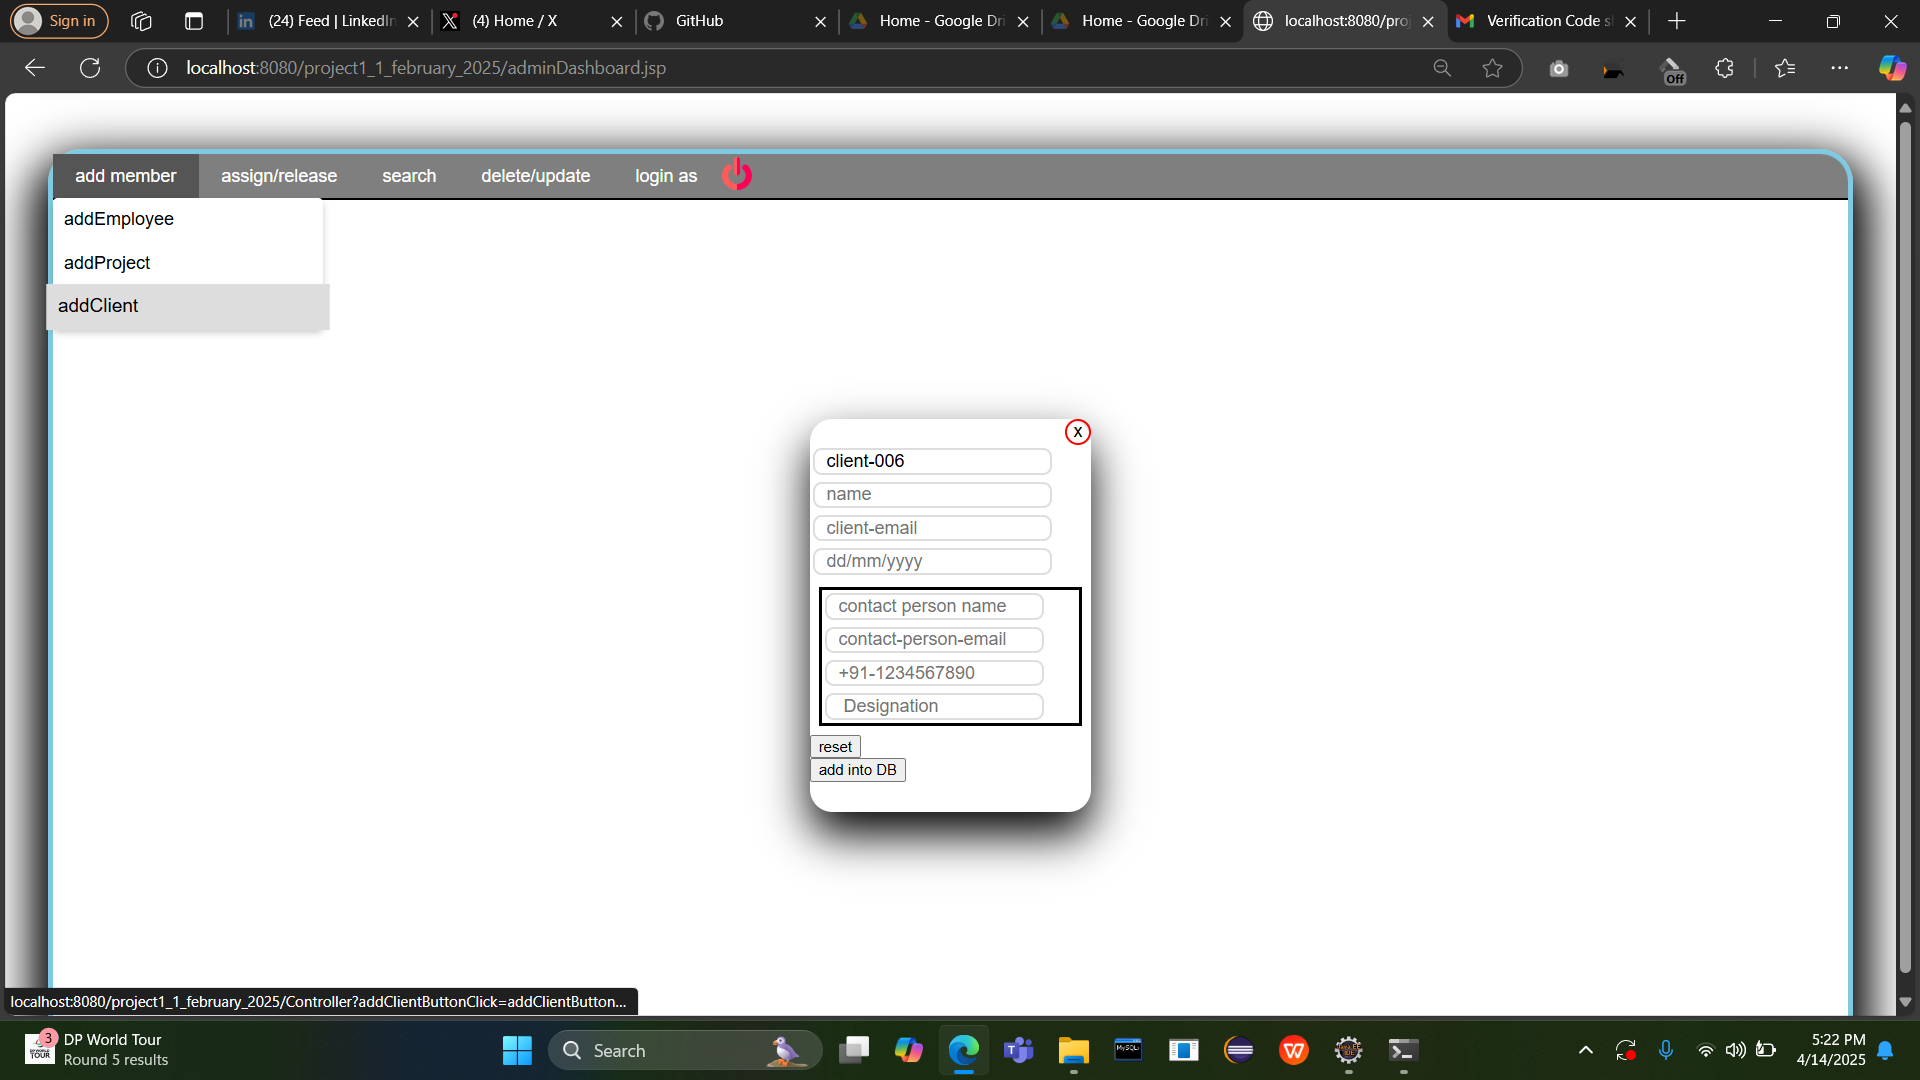 Sign in
(24) Feed | LinkedIn
(4) Home / X
GitHub
Home - Google Dri
Home - Google Dri
localhost:8080/proj
Verification Code sl
localhost:8080/project1_1_february_2025/adminDashboard.jsp
Off
add member
assign/release
search
delete/update
login as
addEmployee
addProject
addClient
X
client-006
name
client-email
dd/mm/yyyy
contact person name
contact-person-email
+91-1234567890
Designation
reset
add into DB
localhost:8080/project1_1_february_2025/Controller?addClientButtonClick=addClientButton...
3
DP World Tour
Round 5 results
Search
5:22 PM
4/14/2025